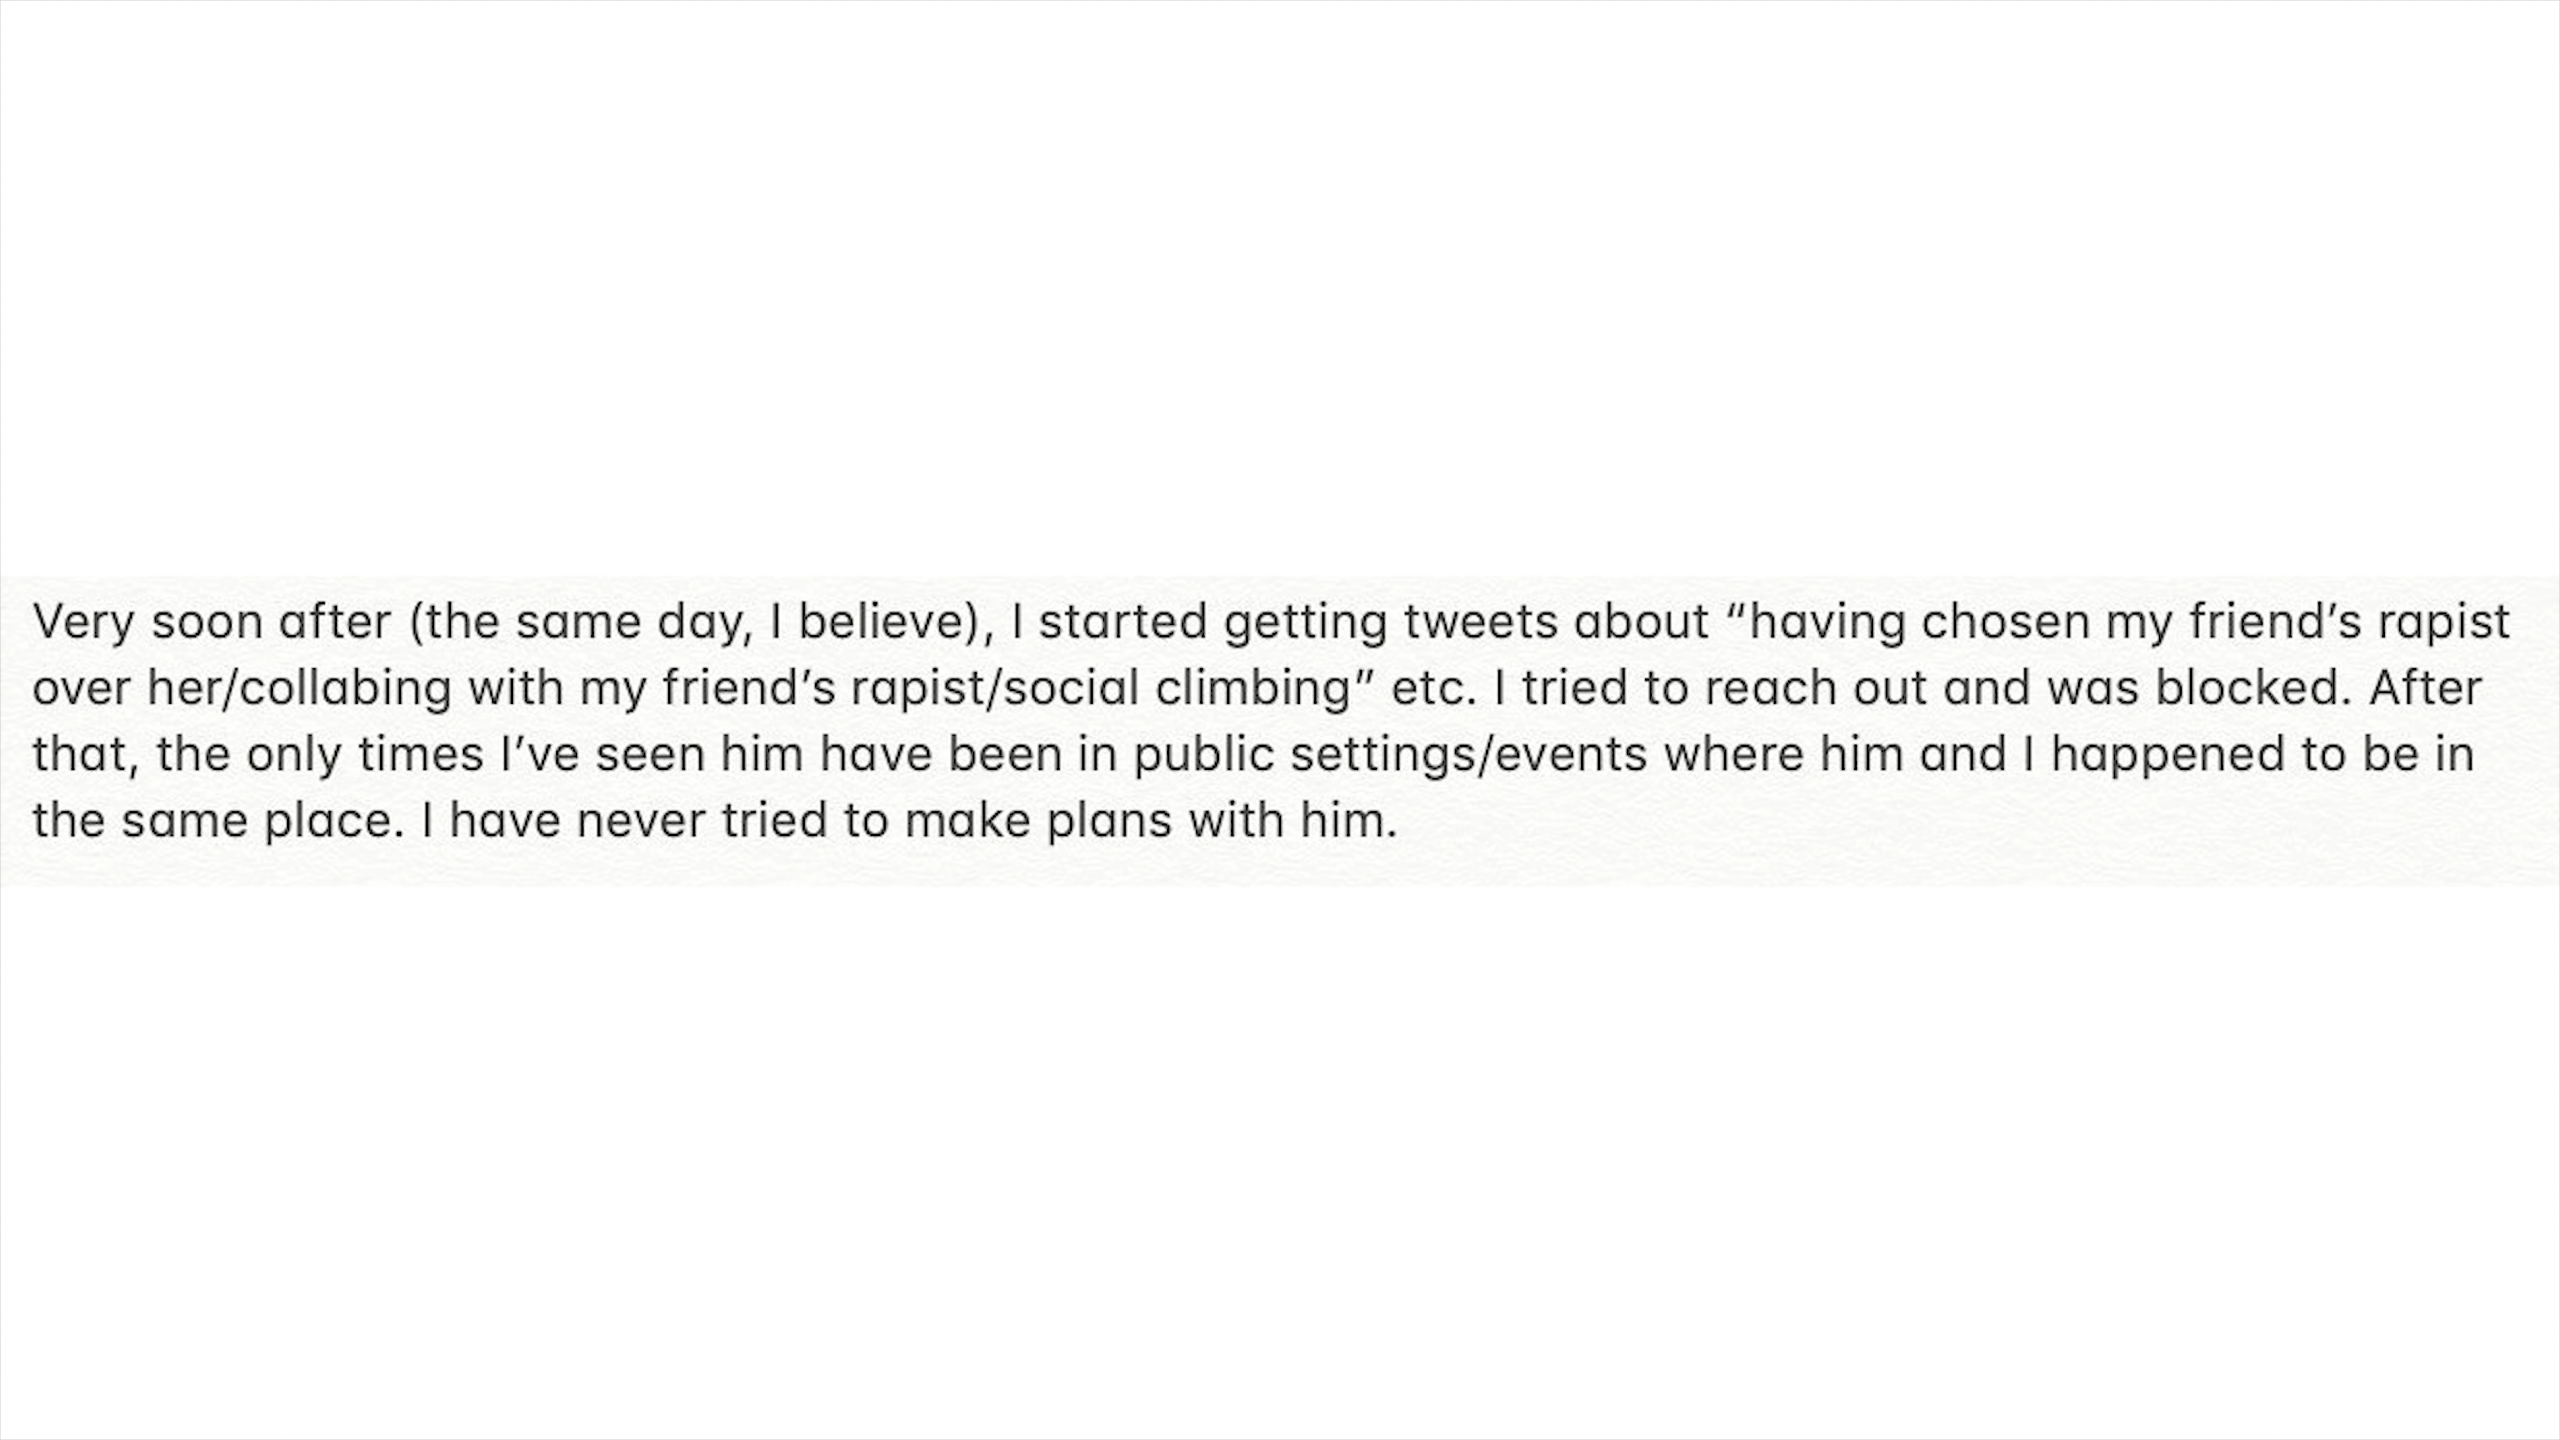 Very soon after (the same day, I believe), I started getting tweets about “having chosen my friend’s rapist
over her/collabing with my friend’s rapist/social climbing” etc. I tried to reach out and was blocked. After
that, the only times I’ve seen him have been in public settings/events where him and I happened to be in
the same place. I have never tried to make plans with him.